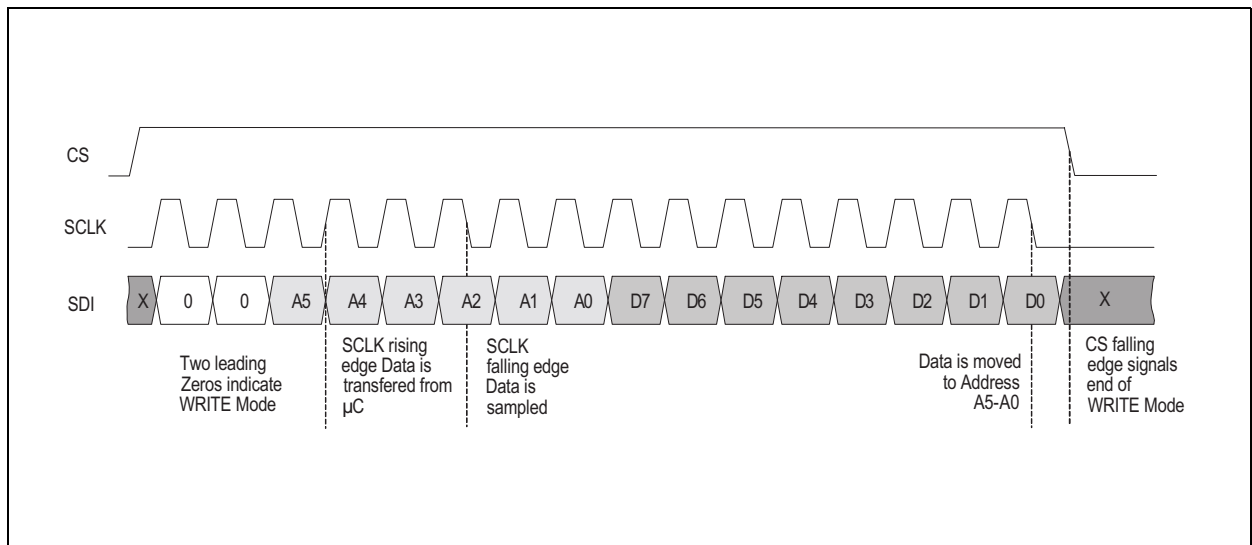 CS
SCLK
SDI
X 0 0 A5 A4 A3 A2 A1 A0 D7 D6 D5 D4 D3 D2 D1 D0 X
Two leading
Zeros indicate
WRITE Mode
SCLK rising
edge Data is
transfered from
µC
SCLK
falling edge
Data is
sampled
Data is moved
to Address
A5-A0
CS falling
edge signals
end of
WRITE Mode